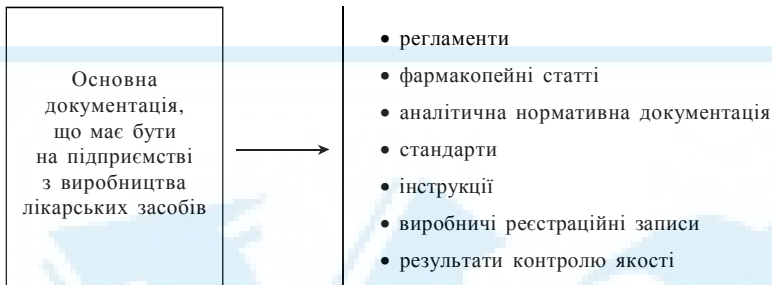 Основна
документація,
що має бути
на підприємстві
з виробництва
лікарських засобів
• регламенти
• фармакопейні статті
• аналітична нормативна документація
• стандарти
• інструкції
• виробничі реєстраційні записи
• результати контролю якості